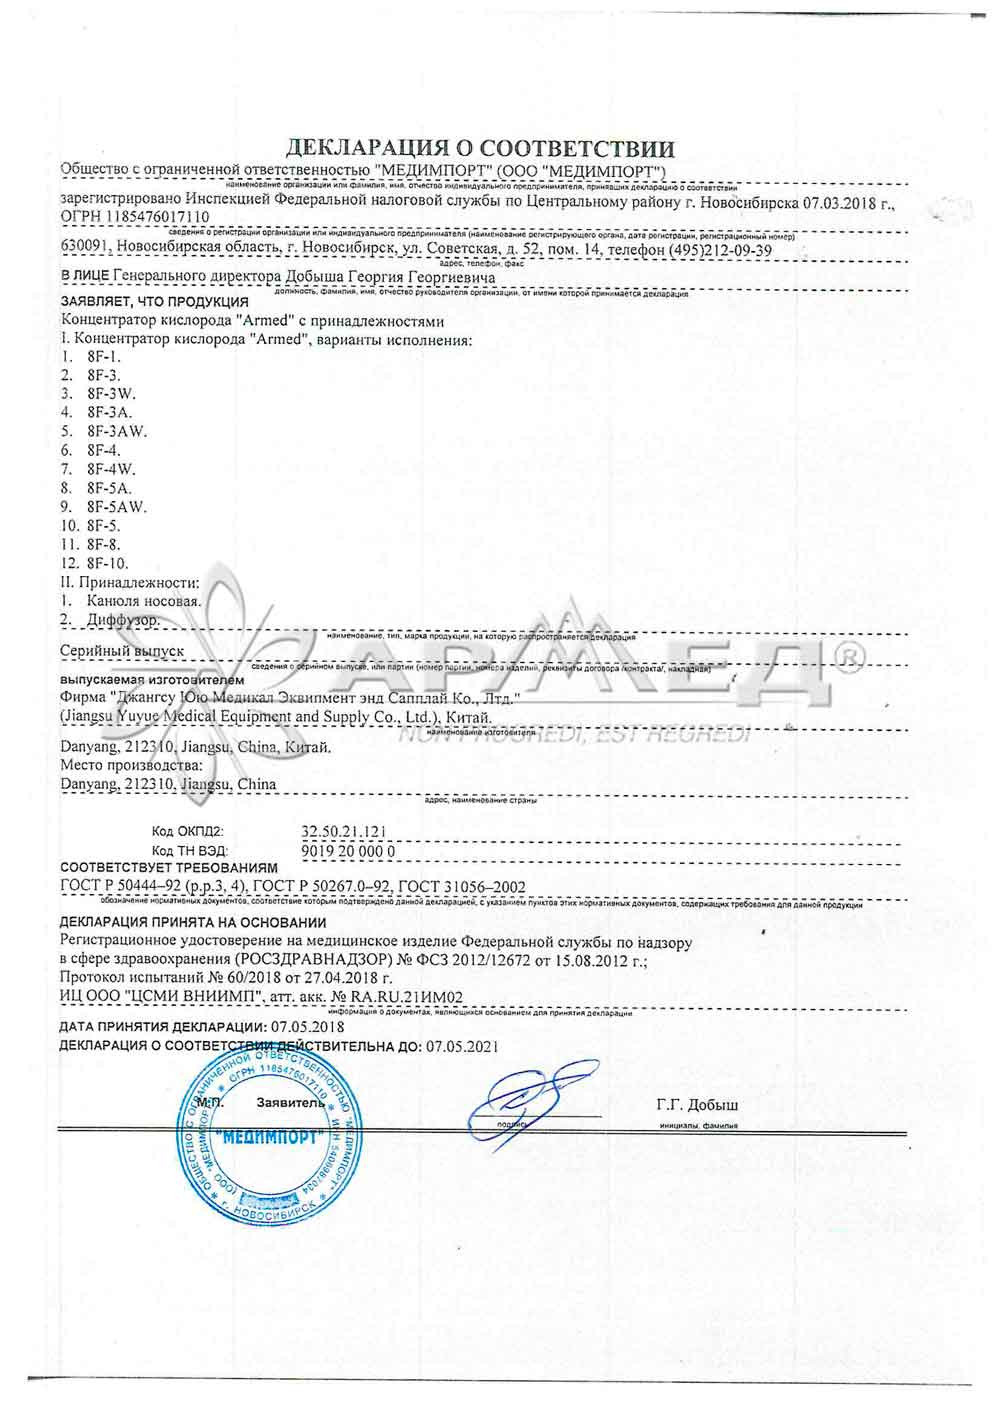 ДЕКЛАРАЦИЯ О СООТВЕТСТВИИ
Общество с ограниченной ответственностью "МЕДИМПОРТ" (ООО "МЕДИМПОРТ")
наименование организации или фамилия, имя, отчество индивидуального предпринимателя, принявших декларацию о соответствии
зарегистрировано Инспекцией Федеральной налоговой службы по Центральному району г. Новосибирска 07.03.2018 г.,
ОГРН 1185476017110
сведения о регистрации организации или индивидуального предпринимателя (наименование регистрирующего органа, дата регистрации, регистрационный номер)
630091, Новосибирская область, г. Новосибирск, ул. Советская, д. 52, пом. 14, телефон (495)212-09-39
адрес, телефон, факс
В ЛИЦЕ Генерального директора Добыша Георгия Георгиевича
должность, фамилия, имя, отчество руководителя организации, от имени которой принимается декларация
ЗАЯВЛЯЕТ, ЧТО ПРОДУКЦИЯ
Концентратор кислорода "Armed" с принадлежностями
I. Концентратор кислорода "Armed", варианты исполнения:
1. 8F-1.
2. 8F-3.
3. 8F-3W.
4. 8F-3A.
5. 8F-3AW.
6. 8F-4.
7. 8F-4W.
8. 8F-5A.
9. 8F-5AW.
10. 8F-5.
11. 8F-8.
12. 8F-10.
II. Принадлежности:
1. Канюля носовая.
2. Диффузор.
наименование, тип, марка продукции, на которую распространяется декларация
Серийный выпуск
сведения о серийном выпуске, или партии (номер партии, номера изделий, реквизиты договора /контракта/, накладная)
АРМЕД®
NON PROGREDI, EST REGREDI
выпускаемая изготовителем
Фирма "Джангсу Юю Медикал Эквипмент энд Сапплай Ко., Лтд."
(Jiangsu Yuyue Medical Equipment and Supply Co., Ltd.), Китай.
наименование изготовителя
Danyang, 212310, Jiangsu, China, Китай.
Место производства:
Danyang, 212310, Jiangsu, China
адрес, наименование страны
Код ОКПД2: 32.50.21.121
Код ТН ВЭД: 9019 20 000 0
СООТВЕТСТВУЕТ ТРЕБОВАНИЯМ
ГОСТ Р 50444–92 (р.р.3, 4), ГОСТ Р 50267.0–92, ГОСТ 31056–2002
обозначение нормативных документов, соответствие которым подтверждено данной декларацией, с указанием пунктов этих нормативных документов, содержащих требования для данной продукции
ДЕКЛАРАЦИЯ ПРИНЯТА НА ОСНОВАНИИ
Регистрационное удостоверение на медицинское изделие Федеральной службы по надзору
в сфере здравоохранения (РОСЗДРАВНАДЗОР) № ФСЗ 2012/12672 от 15.08.2012 г.;
Протокол испытаний № 60/2018 от 27.04.2018 г.
ИЦ ООО "ЦСМИ ВНИИМП", атт. акк. № RA.RU.21ИМ02
информация о документах, являющихся основанием для принятия декларации
ДАТА ПРИНЯТИЯ ДЕКЛАРАЦИИ: 07.05.2018
ДЕКЛАРАЦИЯ О СООТВЕТСТВИИ ДЕЙСТВИТЕЛЬНА ДО: 07.05.2021
М.П. Заявитель
Г.Г. Добыш
подпись
инициалы, фамилия
ОБЩЕСТВО С ОГРАНИЧЕННОЙ ОТВЕТСТВЕННОСТЬЮ "МЕДИМПОРТ"
г. НОВОСИБИРСК
ОГРН 1185476017110
(ООО "МЕДИМПОРТ")
"МЕДИМПОРТ"